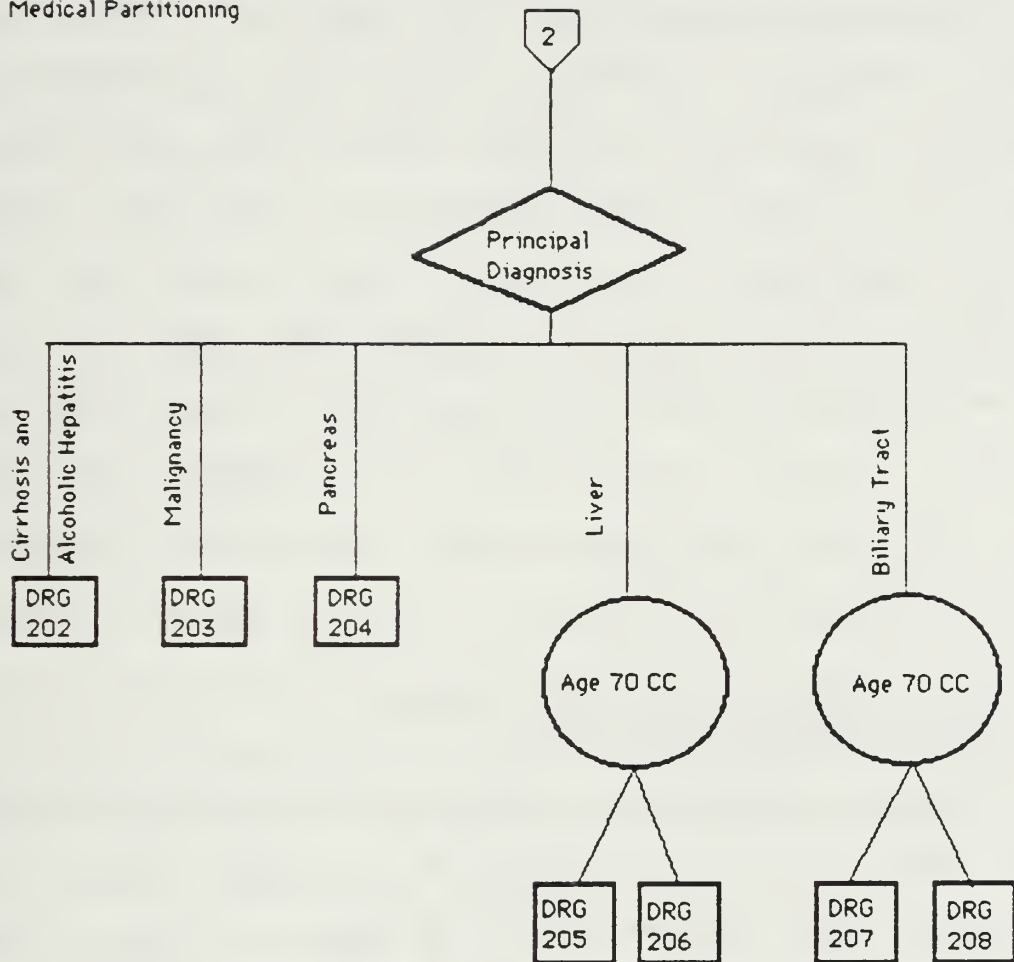 Medical Partitioning
2
Principal
Diagnosis
Cirrhosis and
Alcoholic Hepatitis
Malignancy
Pancreas
Liver
Biliary Tract
DRG
202
DRG
203
DRG
204
Age 70 CC
Age 70 CC
DRG
205
DRG
206
DRG
207
DRG
208